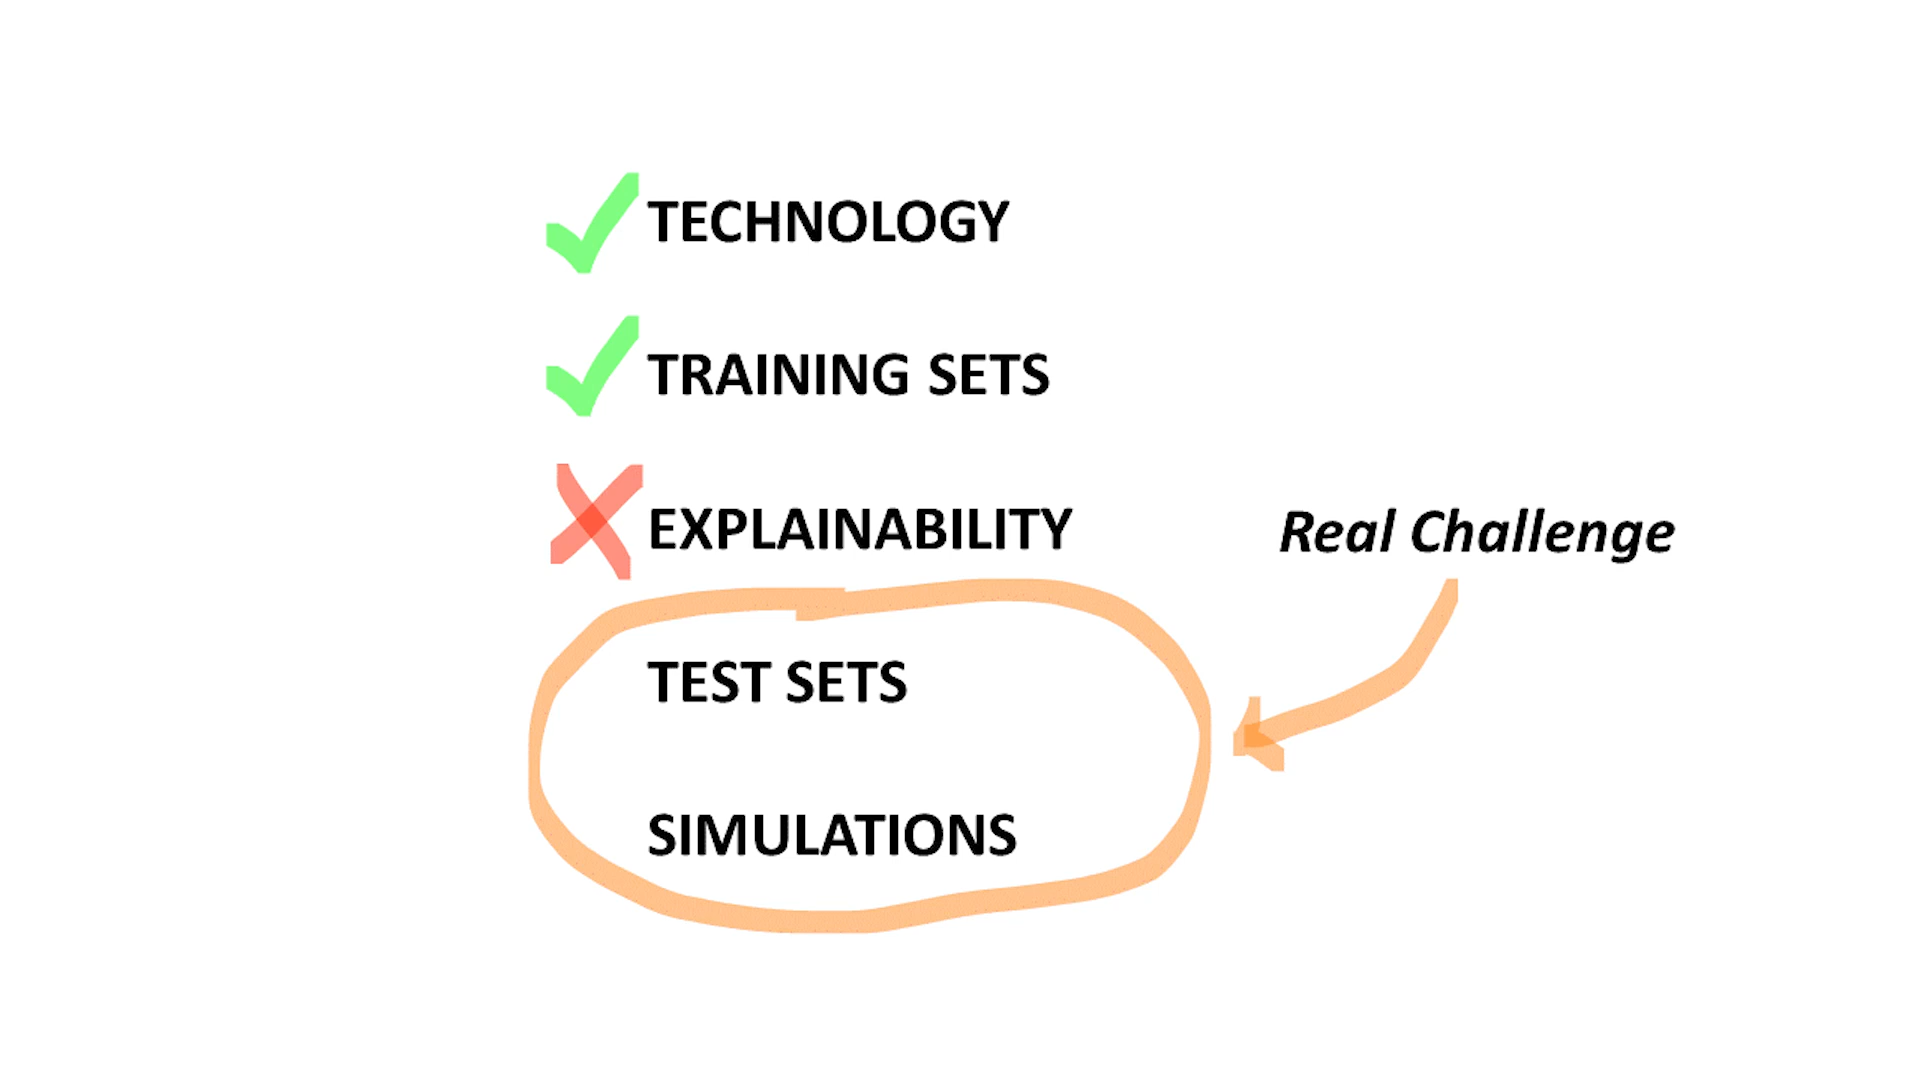 TECHNOLOGY
TRAINING SETS
EXPLAINABILITY
Real Challenge
TEST SETS
SIMULATIONS